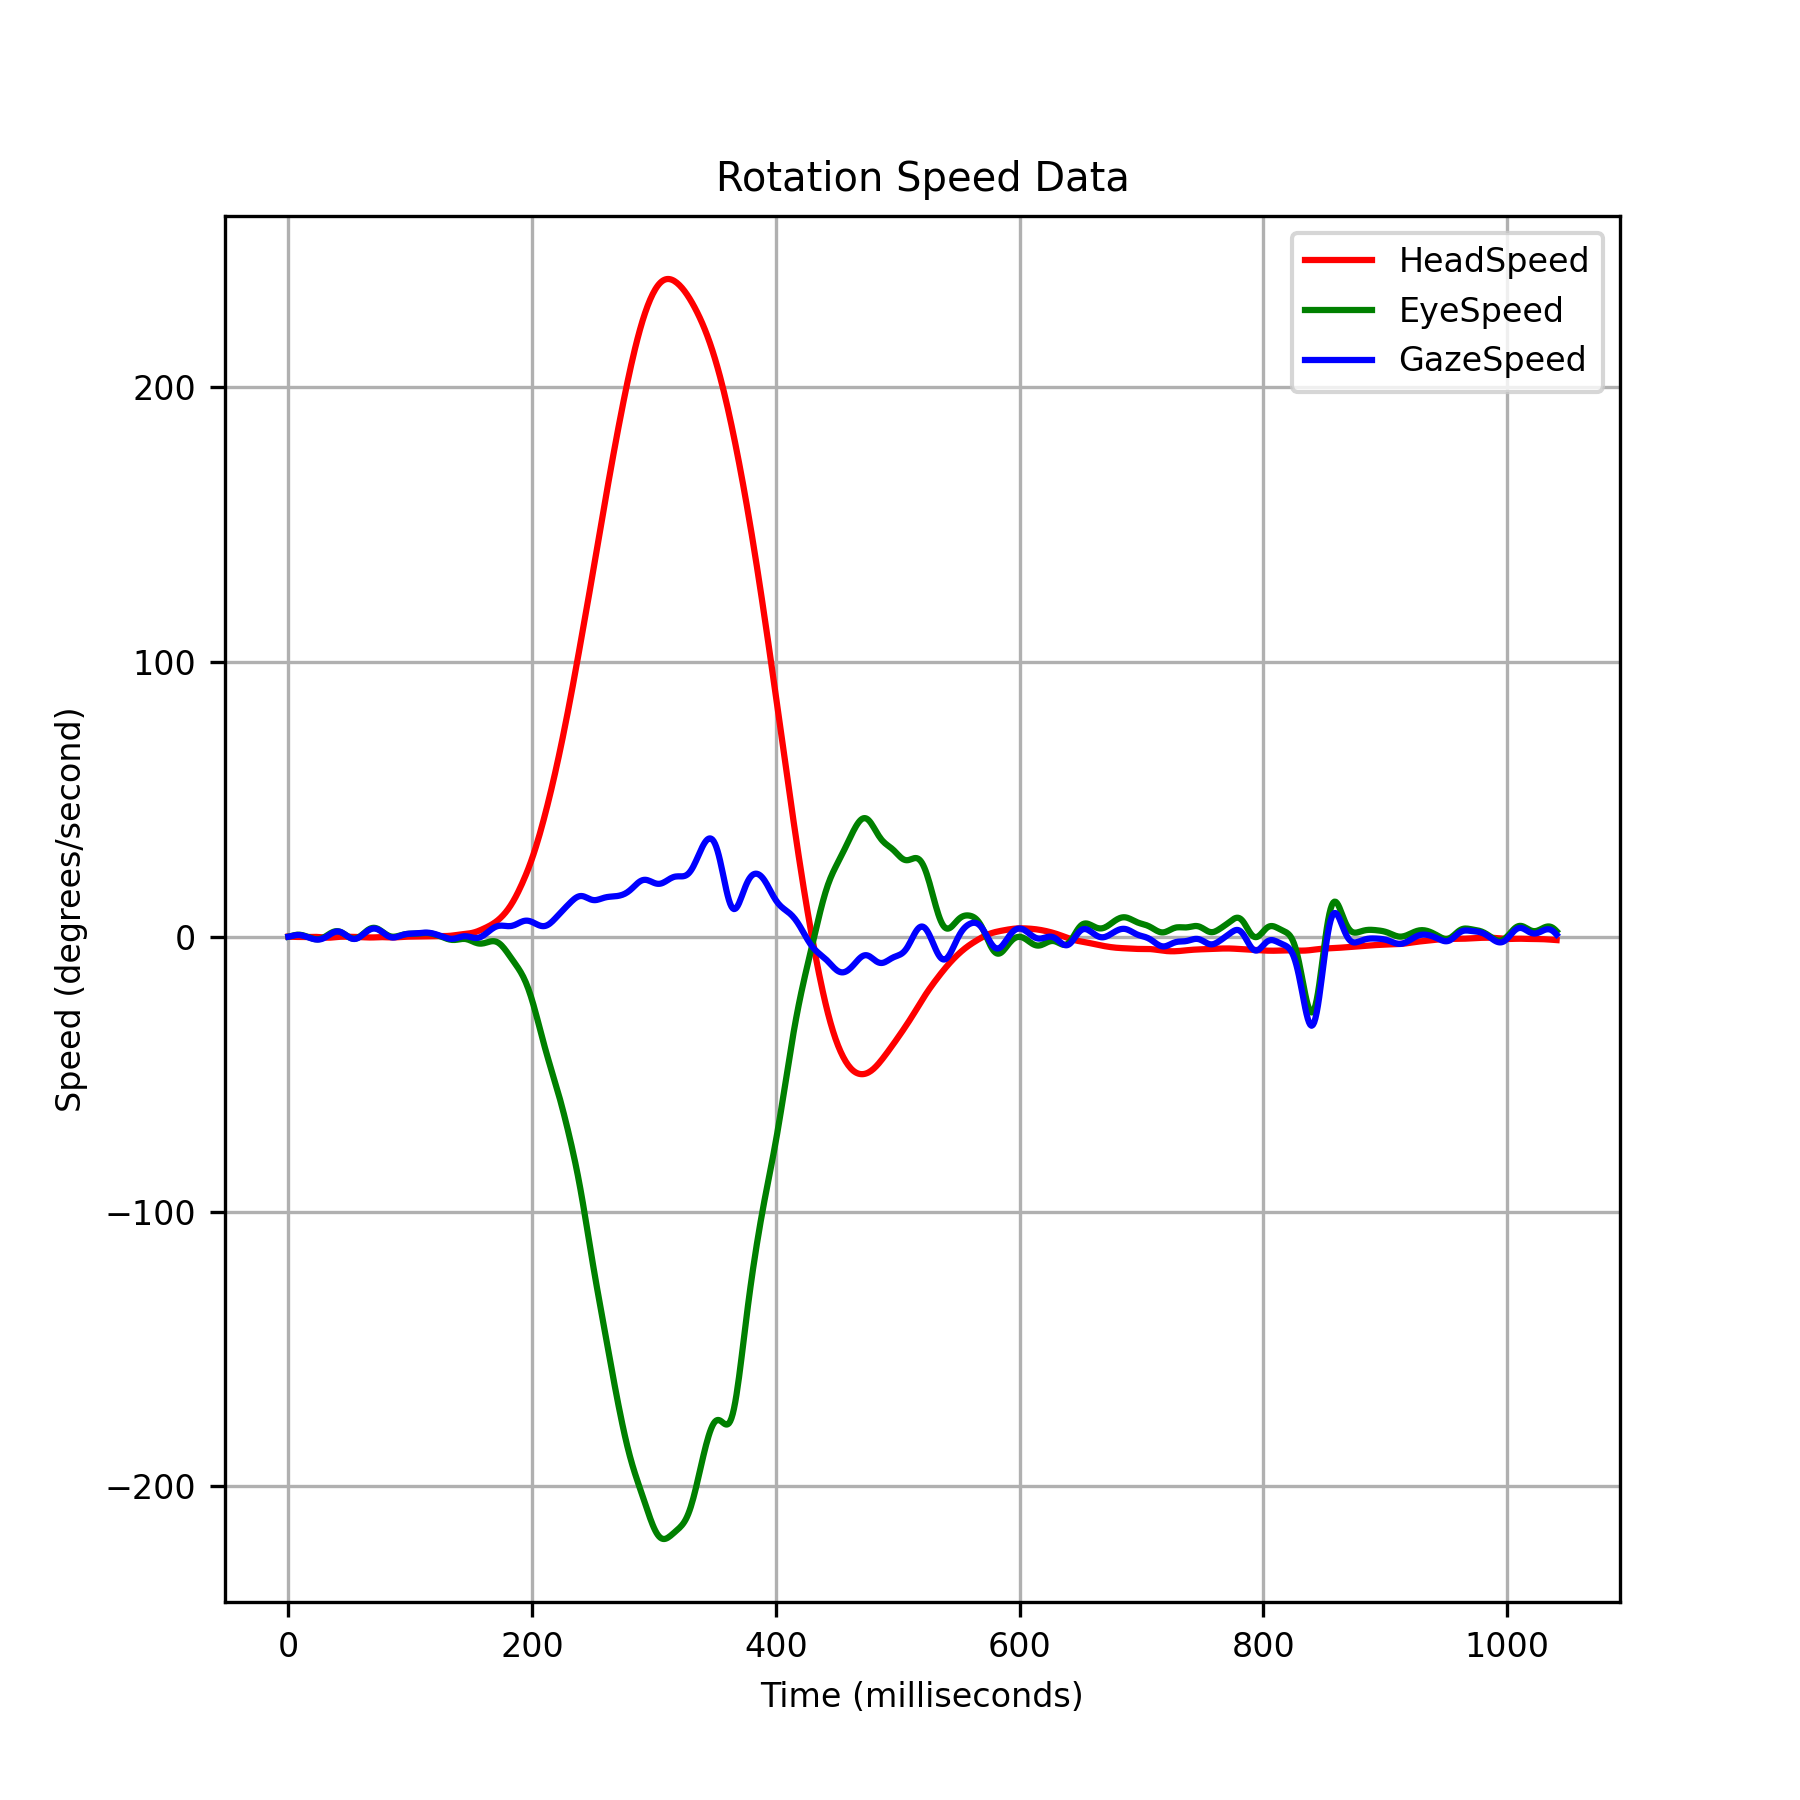 Rotation Speed Data
HeadSpeed
EyeSpeed
GazeSpeed
200
100
0
−100
−200
Speed (degrees/second)
0 200 400 600 800 1000
Time (milliseconds)